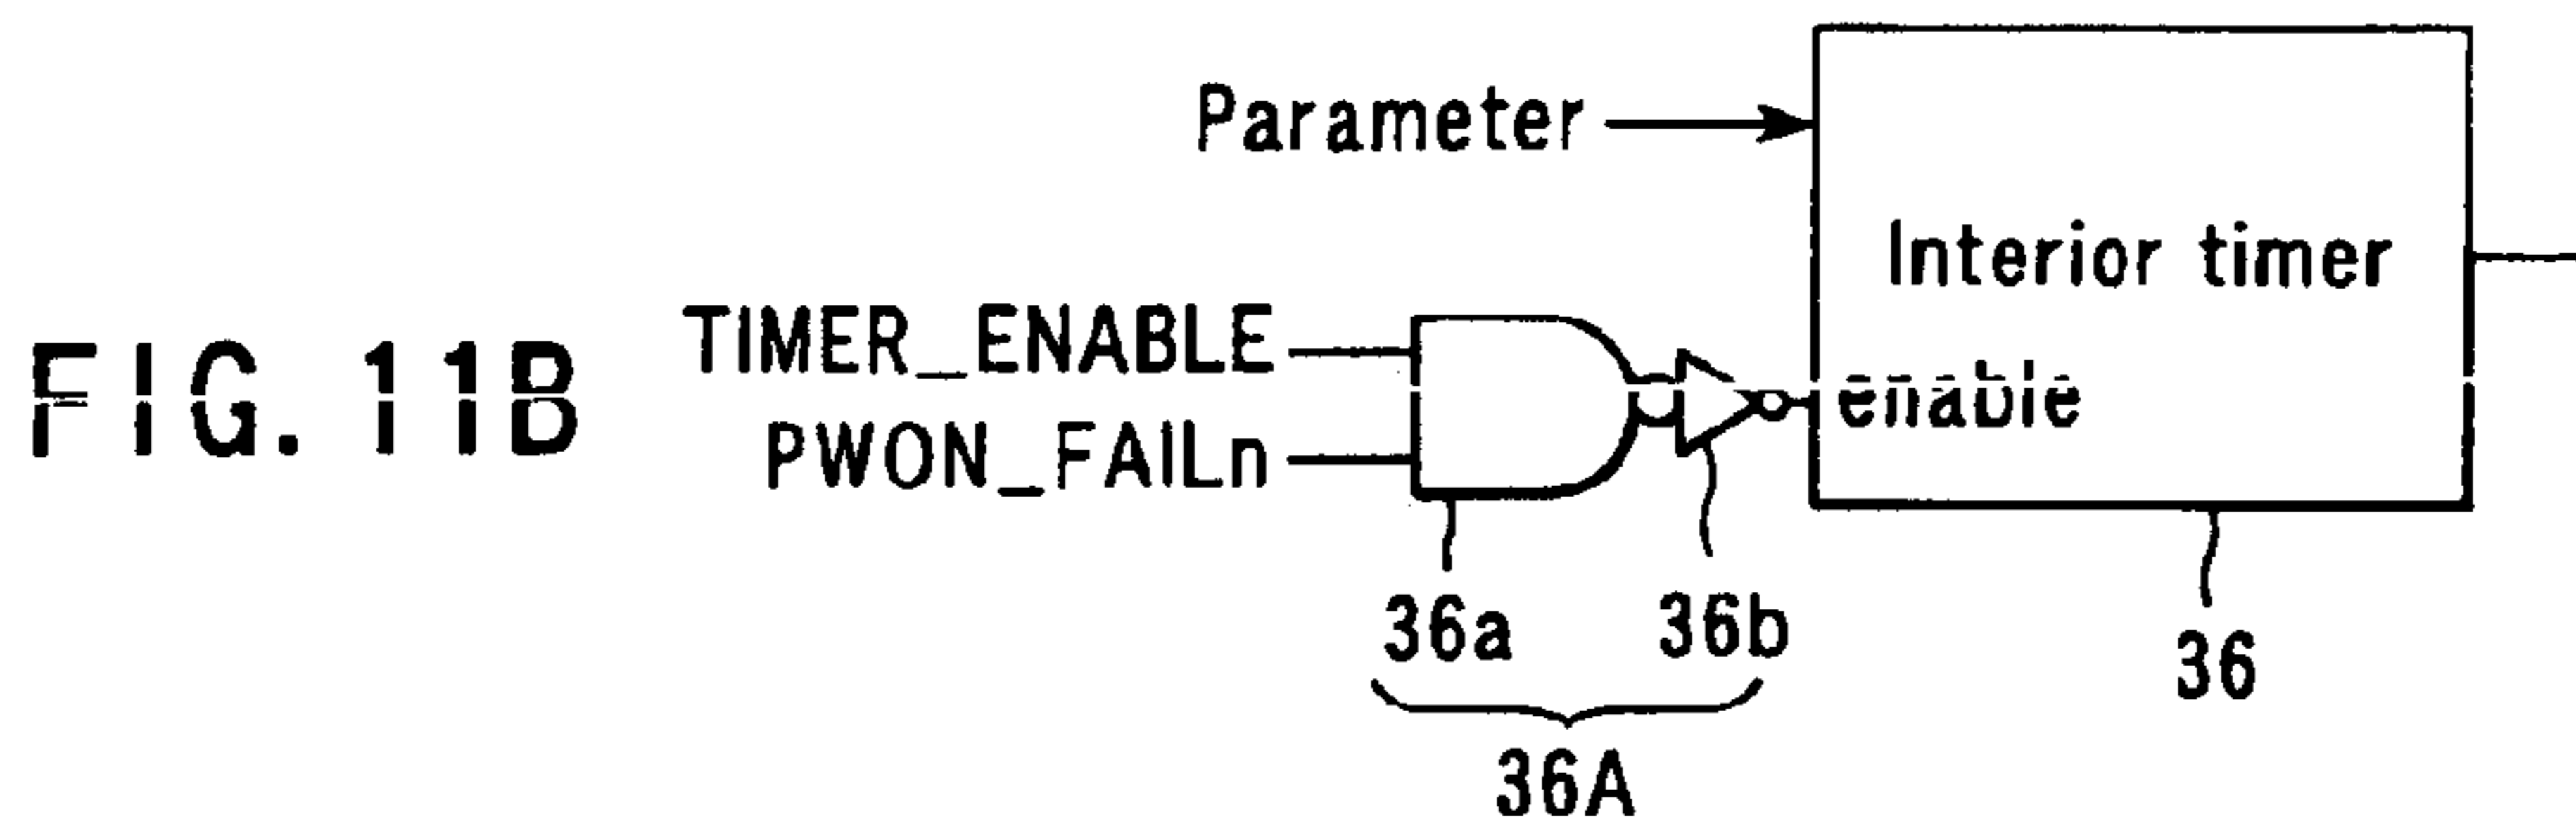 FIG. 11B
Parameter
Interior timer
TIMER_ENABLE
enable
PWON_FAILn
36a
36b
36
36A